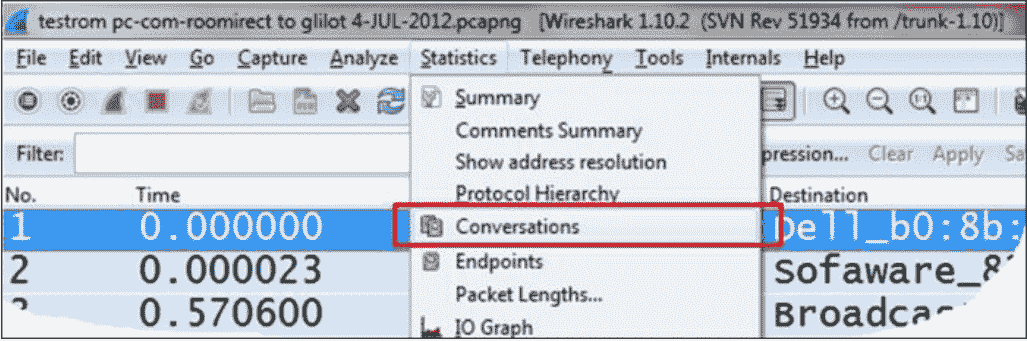 testrom pc-com-roomirect to glilot 4-JUL-2012.pcapng [Wireshark 1.10.2 (SVN Rev 51934 from /trunk-1.10)]
File Edit View Go Capture Analyze Statistics Telephony Tools Internals Help
Summary
Comments Summary
Filter: Show address resolution pression... Clear Apply Sa
Protocol Hierarchy
No. Time Destination
1 0.000000 Conversations Dell_b0:8b:
2 0.000023 Endpoints Sofaware_8
Packet Lengths...
0.570600 Broadcas
IO Graph